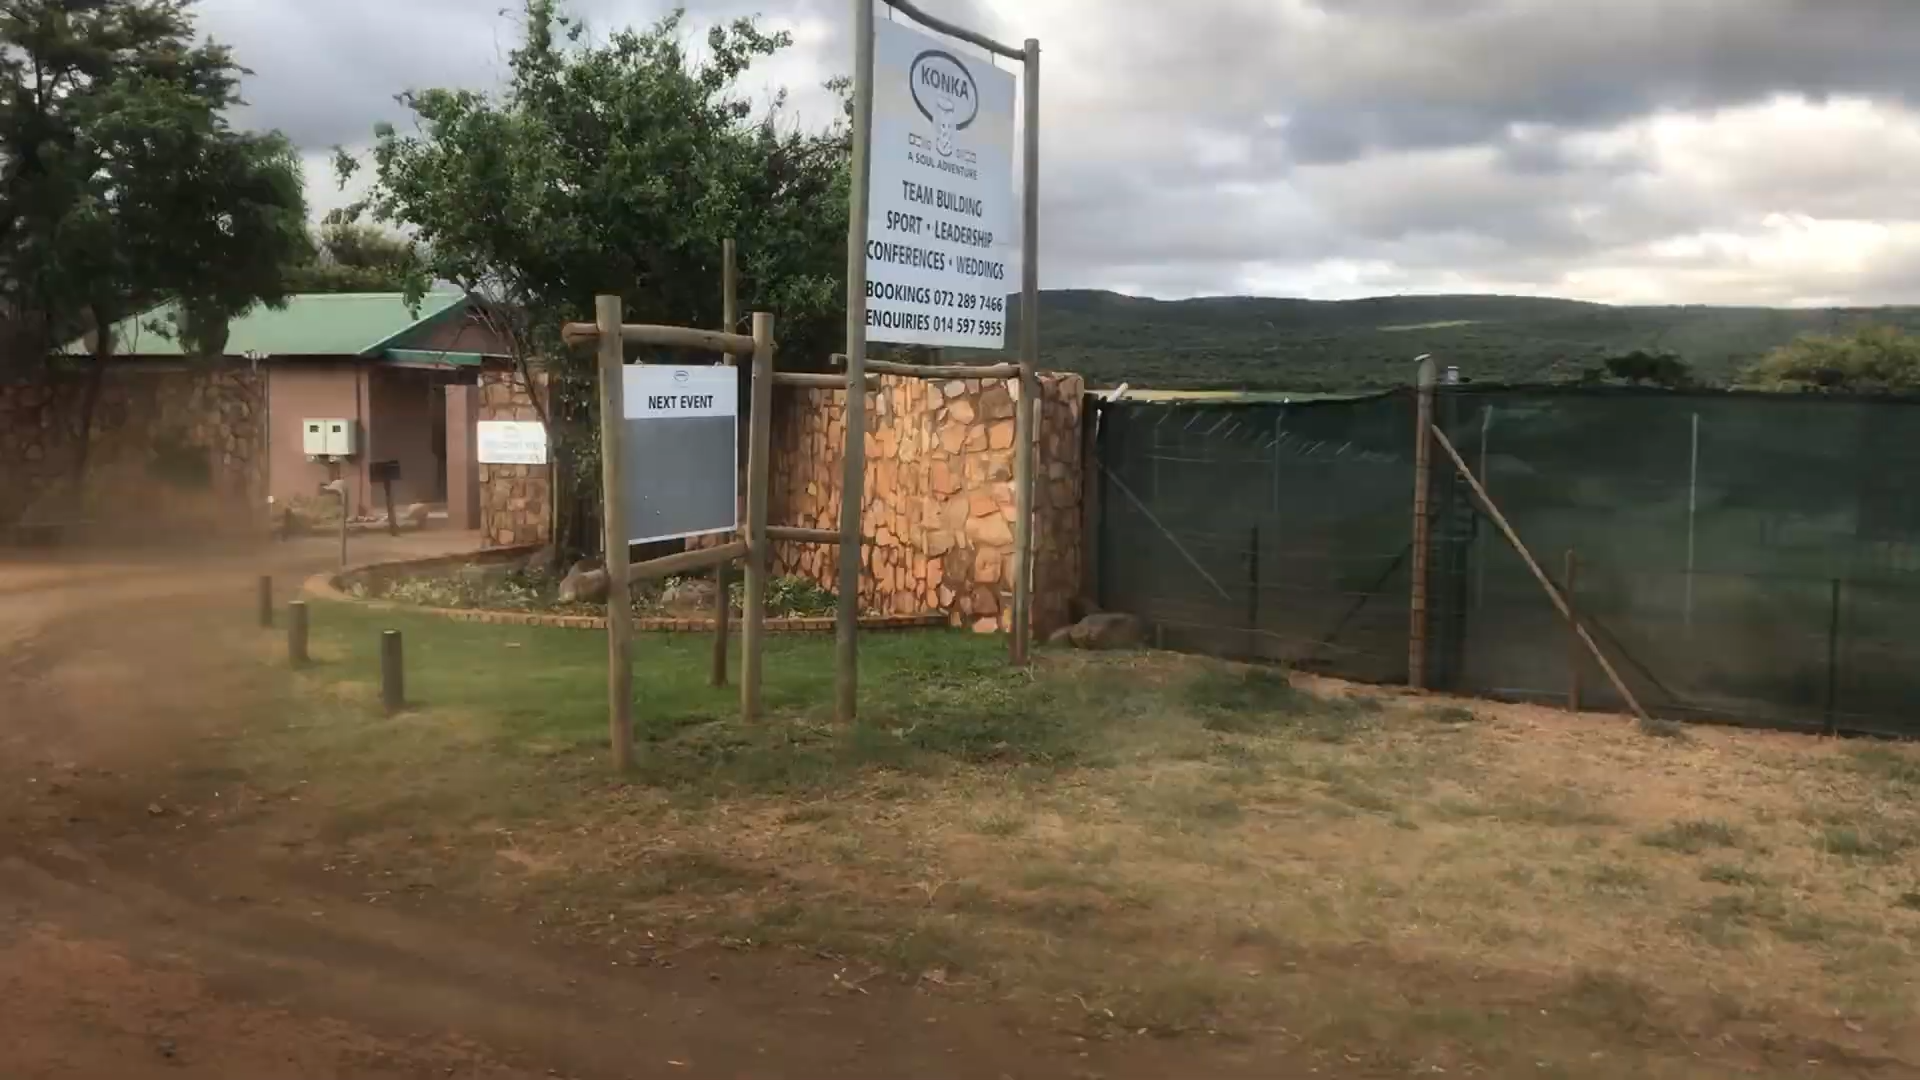 KONKA
A SOUL ADVENTURE
TEAM BUILDING
SPORT • LEADERSHIP
CONFERENCES • WEDDINGS
BOOKINGS 072 289 7466
ENQUIRIES 014 597 5955
NEXT EVENT